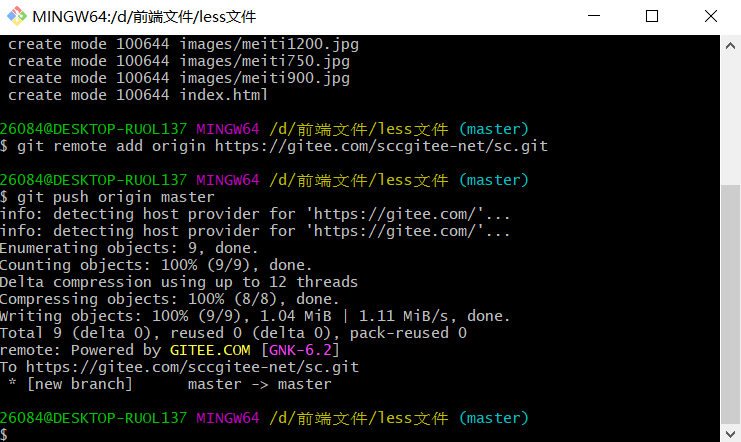 MINGW64:/d/前端文件/less文件
create mode 100644 images/meiti1200.jpg
create mode 100644 images/meiti750.jpg
create mode 100644 images/meiti900.jpg
create mode 100644 index.html
26084@DESKTOP-RUOL137 MINGW64 /d/前端文件/less文件 (master)
$ git remote add origin https://gitee.com/sccgitee-net/sc.git
26084@DESKTOP-RUOL137 MINGW64 /d/前端文件/less文件 (master)
$ git push origin master
info: detecting host provider for 'https://gitee.com/'...
info: detecting host provider for 'https://gitee.com/'...
Enumerating objects: 9, done.
Counting objects: 100% (9/9), done.
Delta compression using up to 12 threads
Compressing objects: 100% (8/8), done.
Writing objects: 100% (9/9), 1.04 MiB | 1.11 MiB/s, done.
Total 9 (delta 0), reused 0 (delta 0), pack-reused 0
remote: Powered by GITEE.COM [GNK-6.2]
To https://gitee.com/sccgitee-net/sc.git
 * [new branch]      master -> master
26084@DESKTOP-RUOL137 MINGW64 /d/前端文件/less文件 (master)
$